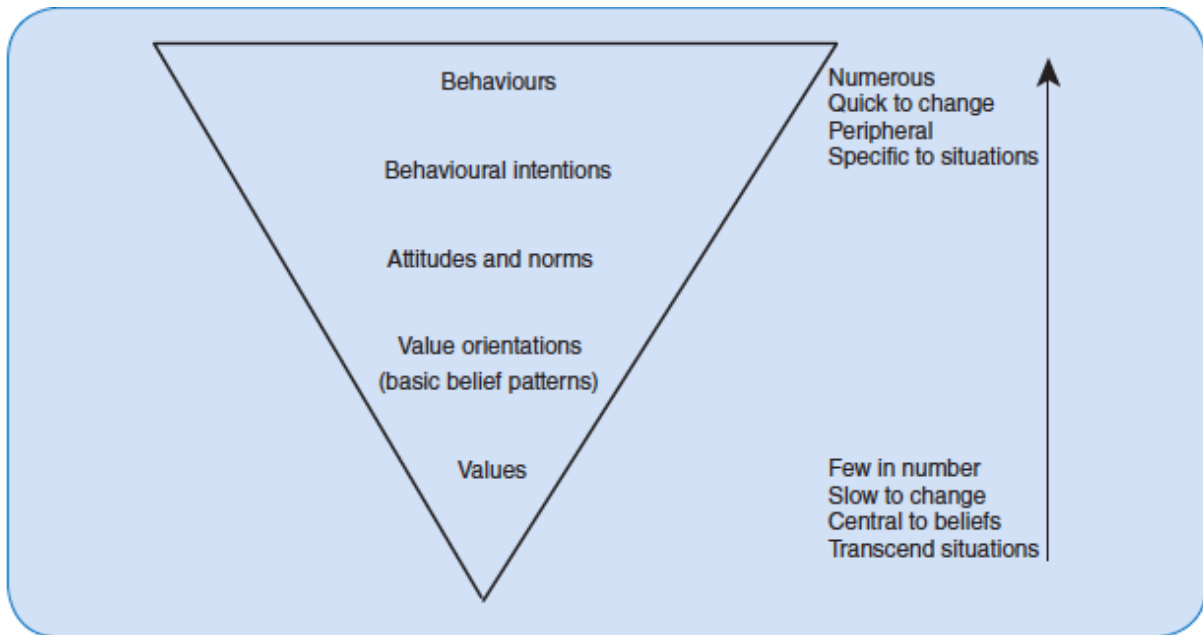 Behaviours
Numerous
Quick to change
Peripheral
Specific to situations
Behavioural intentions
Attitudes and norms
Value orientations
(basic belief patterns)
Values
Few in number
Slow to change
Central to beliefs
Transcend situations